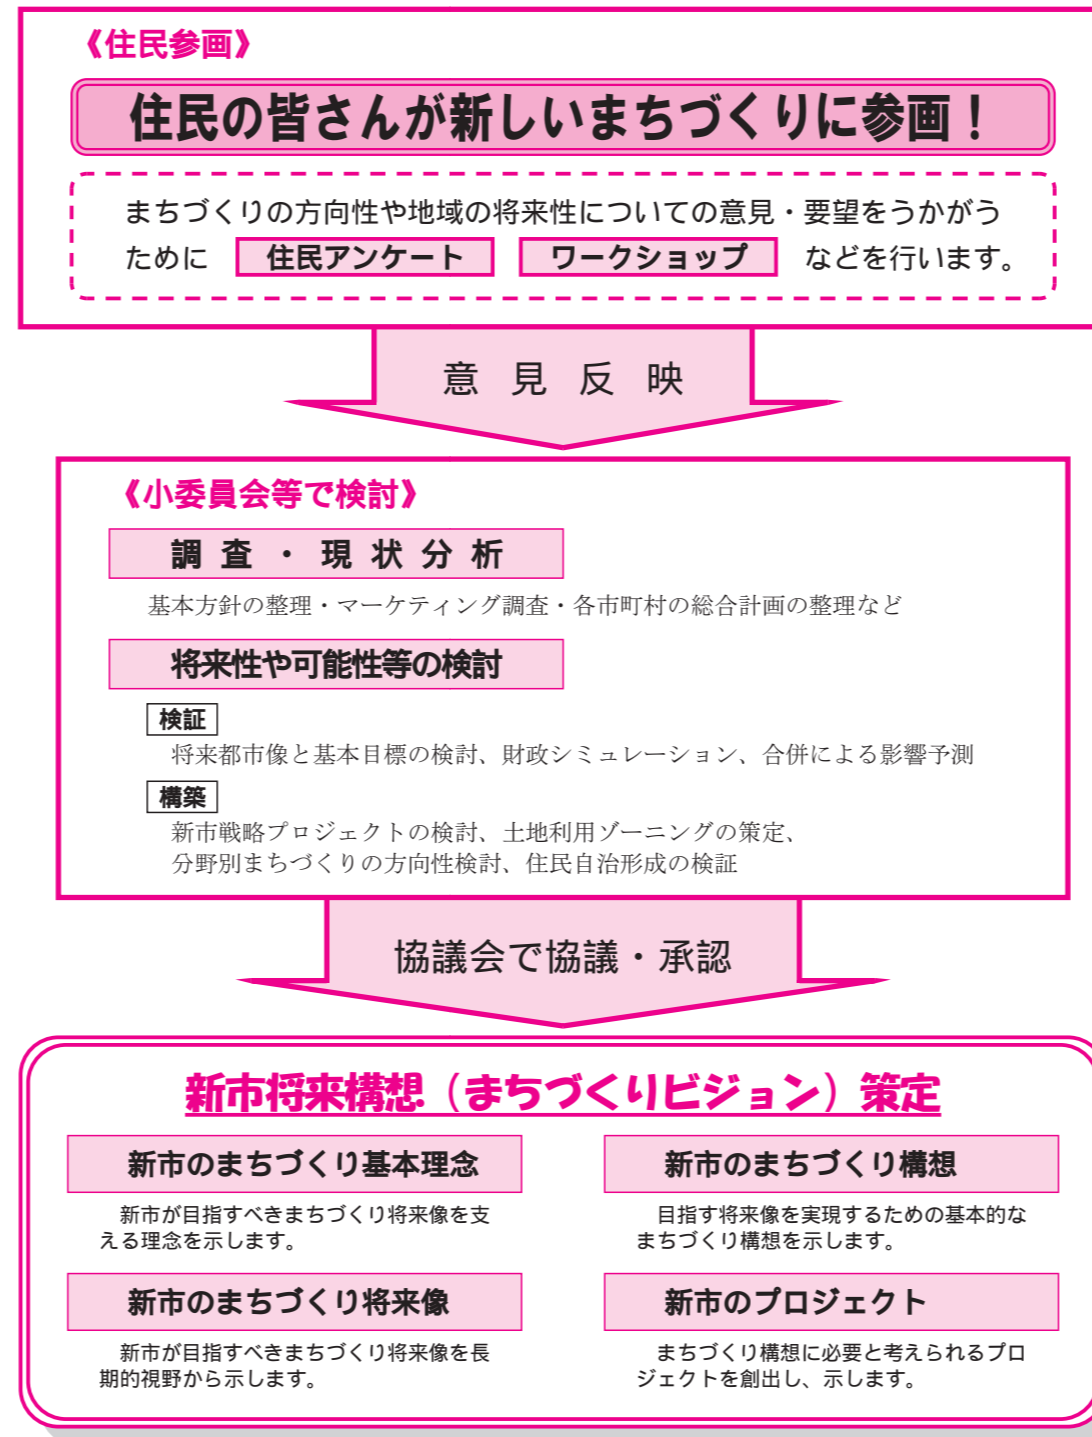 《住民参画》
住民の皆さんが新しいまちづくりに参画！
まちづくりの方向性や地域の将来性についての意見・要望をうかがう
ために 住民アンケート ワークショップ などを行います。
意見反映
《小委員会等で検討》
調査・現状分析
基本方針の整理・マーケティング調査・各市町村の総合計画の整理など
将来性や可能性等の検討
検証
将来都市像と基本目標の検討、財政シミュレーション、合併による影響予測
構築
新市戦略プロジェクトの検討、土地利用ゾーニングの策定、
分野別まちづくりの方向性検討、住民自治形成の検証
協議会で協議・承認
新市将来構想（まちづくりビジョン）策定
新市のまちづくり基本理念
新市が目指すべきまちづくり将来像を支
える理念を示します。
新市のまちづくり構想
目指す将来像を実現するための基本的な
まちづくり構想を示します。
新市のまちづくり将来像
新市が目指すべきまちづくり将来像を長
期的視野から示します。
新市のプロジェクト
まちづくり構想に必要と考えられるプロ
ジェクトを創出し、示します。